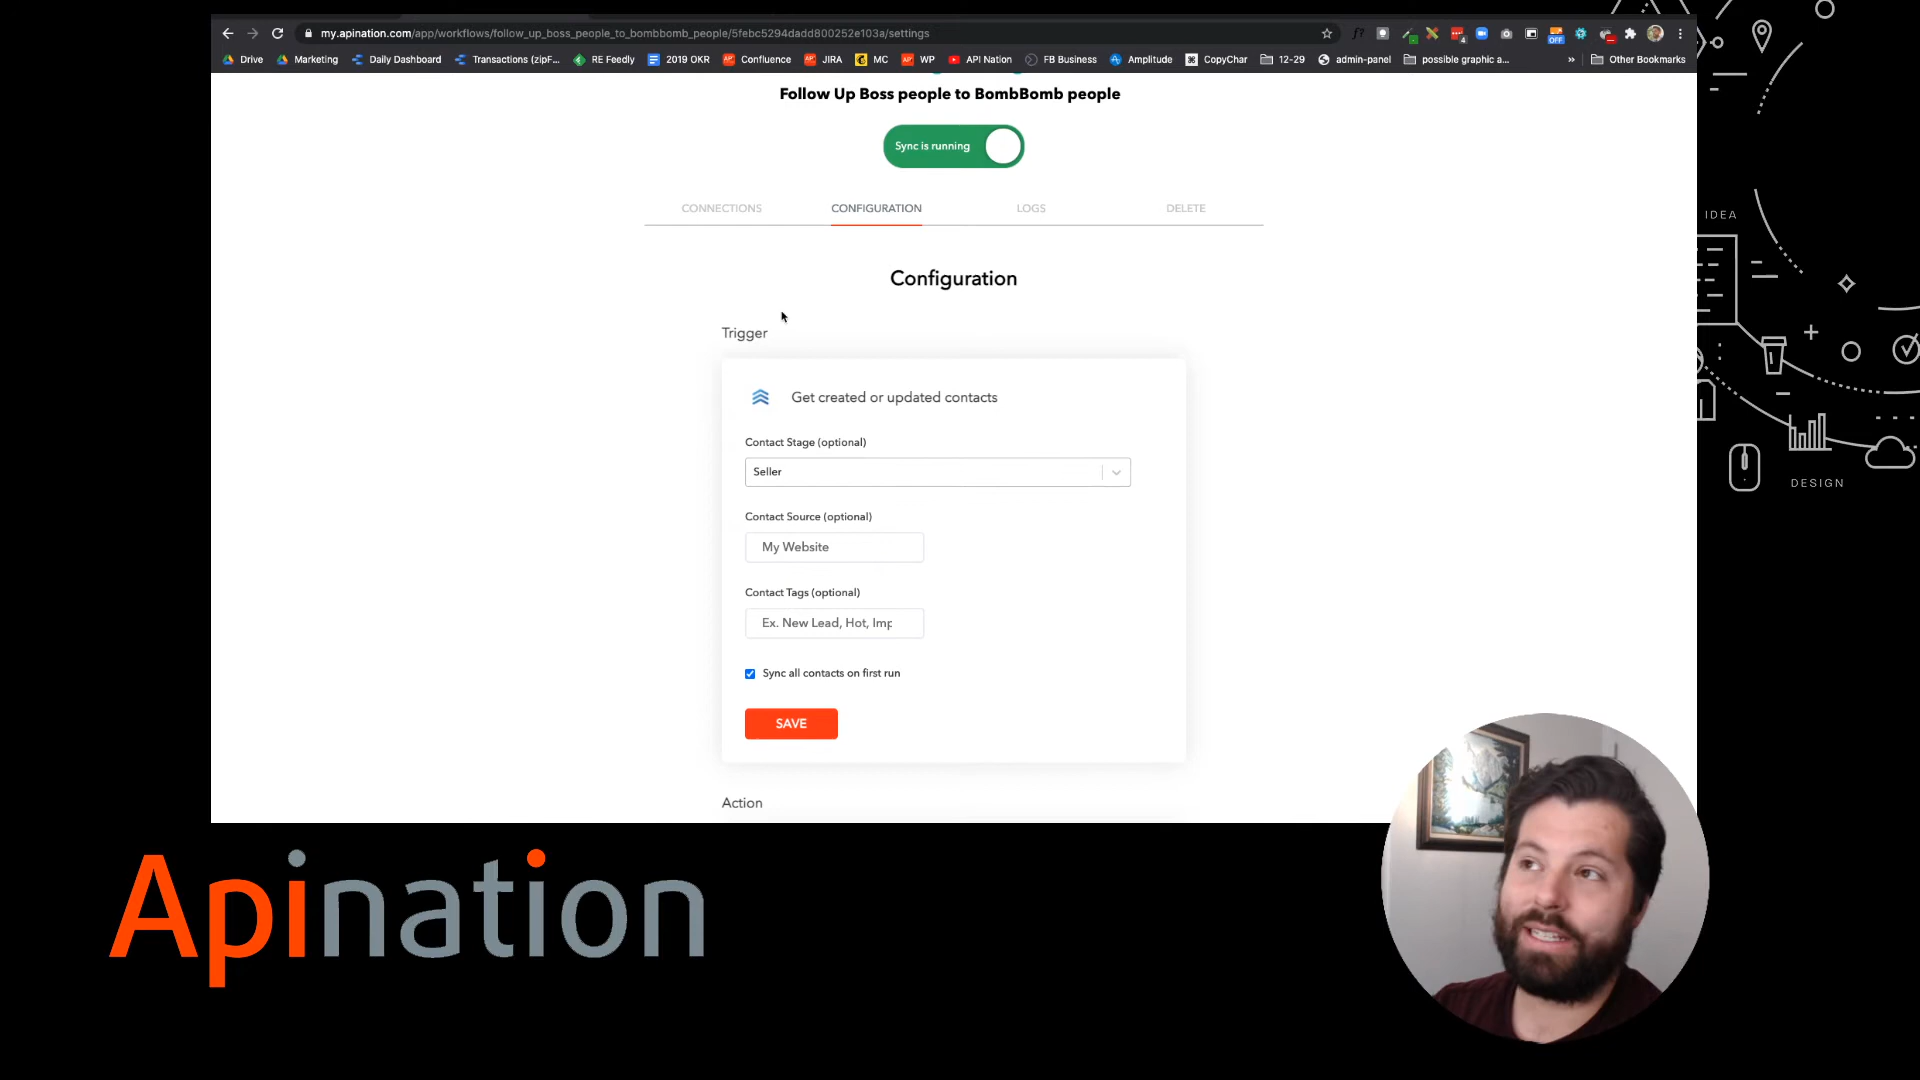 my.apination.com/app/workflows/follow_up_boss_people_to_bombbomb_people/5febc5294dadd800252e103a/settings
Drive Marketing Daily Dashboard Transactions (zipF... RE Feedly 2019 OKR Confluence JIRA MC WP API Nation FB Business Amplitude CopyChar 12-29 admin-panel possible graphic a... » Other Bookmarks
Follow Up Boss people to BombBomb people
Sync is running
CONNECTIONS CONFIGURATION LOGS DELETE
Configuration
Trigger
Get created or updated contacts
Contact Stage (optional)
Seller
Contact Source (optional)
My Website
Contact Tags (optional)
Ex. New Lead, Hot, Imp
Sync all contacts on first run
SAVE
Action
IDEA
DESIGN
Apination